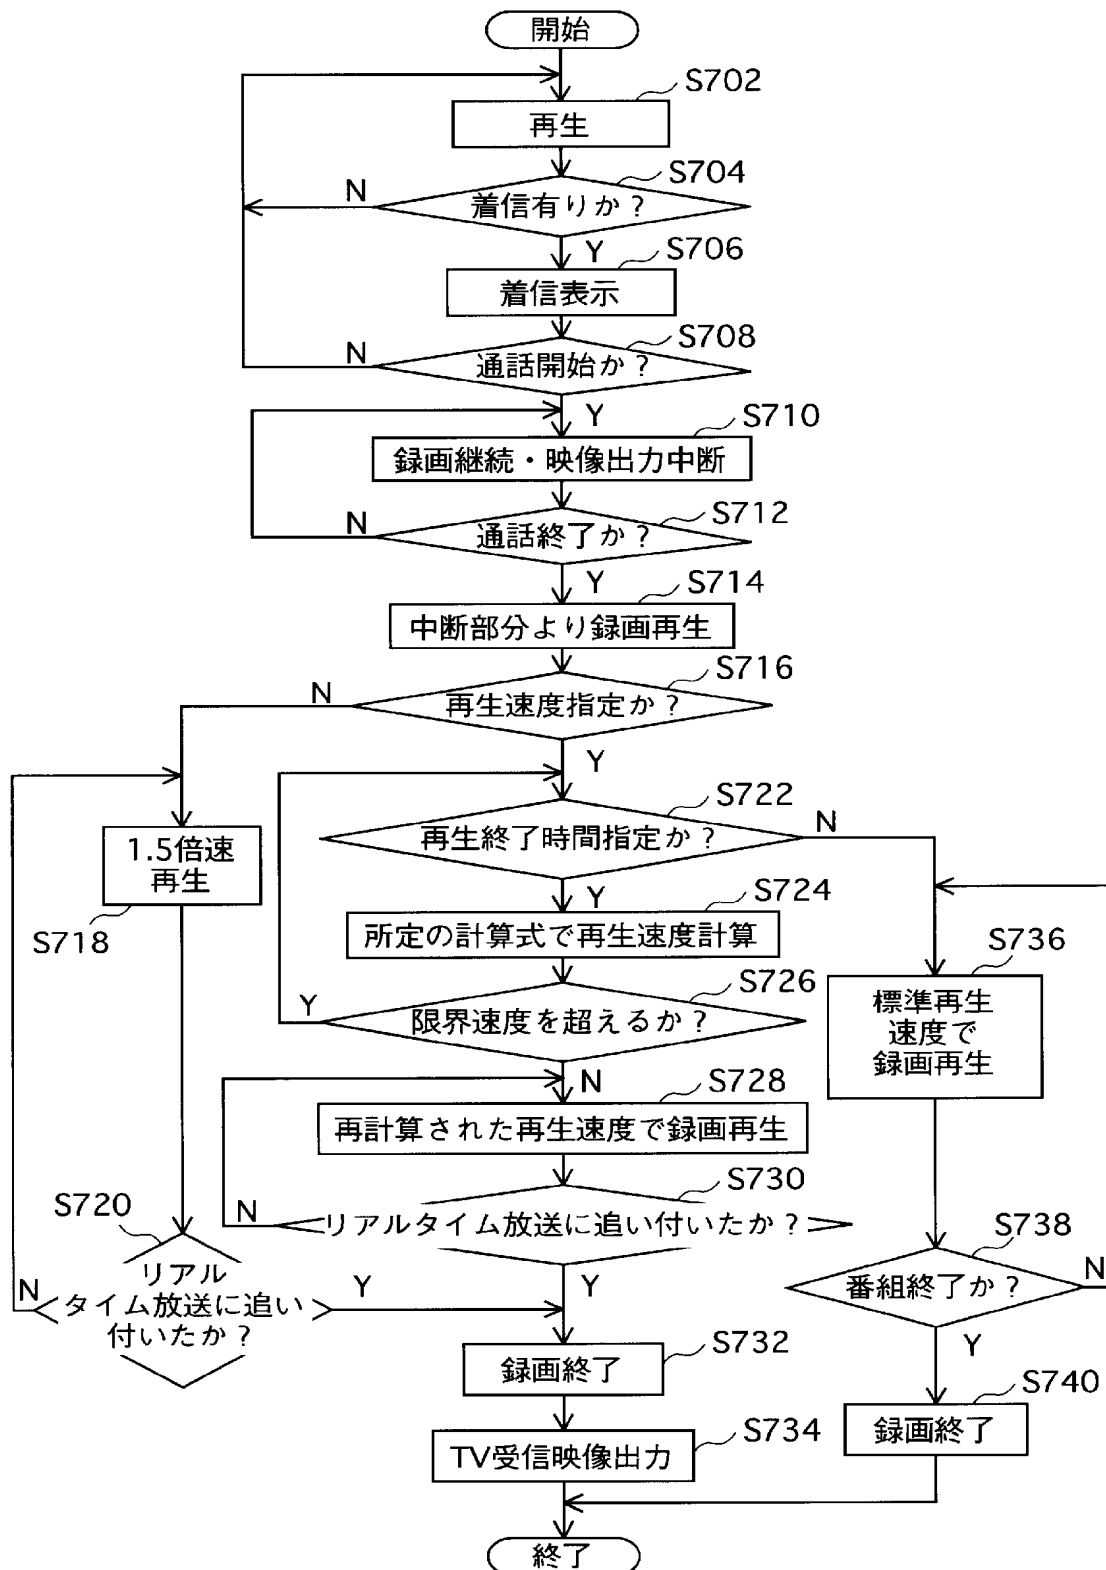 開始
S702
再生
S704
着信有りか？
N
Y
S706
着信表示
S708
通話開始か？
N
Y
S710
録画継続・映像出力中断
S712
通話終了か？
N
Y
S714
中断部分より録画再生
S716
再生速度指定か？
N
Y
S722
再生終了時間指定か？
N
Y
1.5倍速
再生
S718
S724
所定の計算式で再生速度計算
S726
限界速度を超えるか？
Y
N
S736
標準再生
速度で
録画再生
S728
再計算された再生速度で録画再生
S730
リアルタイム放送に追い付いたか？
N
Y
S720
リアル
タイム放送に追い
付いたか？
N
Y
S738
番組終了か？
N
Y
S732
録画終了
S740
録画終了
S734
TV受信映像出力
終了